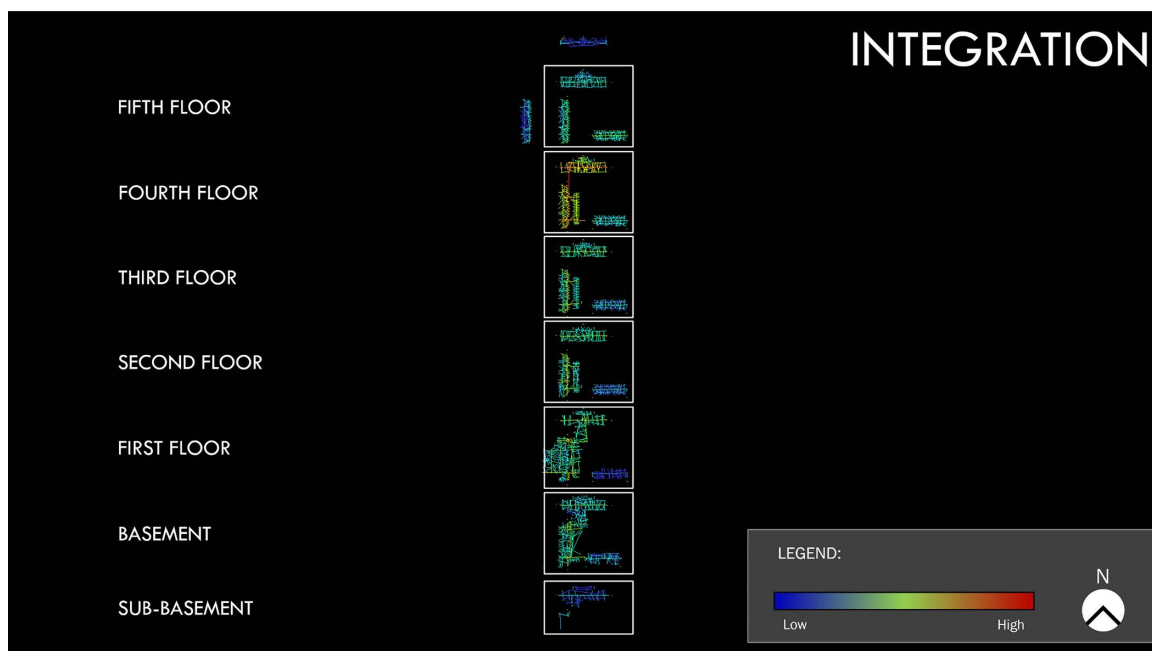 INTEGRATION
FIFTH FLOOR
FOURTH FLOOR
THIRD FLOOR
SECOND FLOOR
FIRST FLOOR
BASEMENT
SUB-BASEMENT
LEGEND:
N
Low High